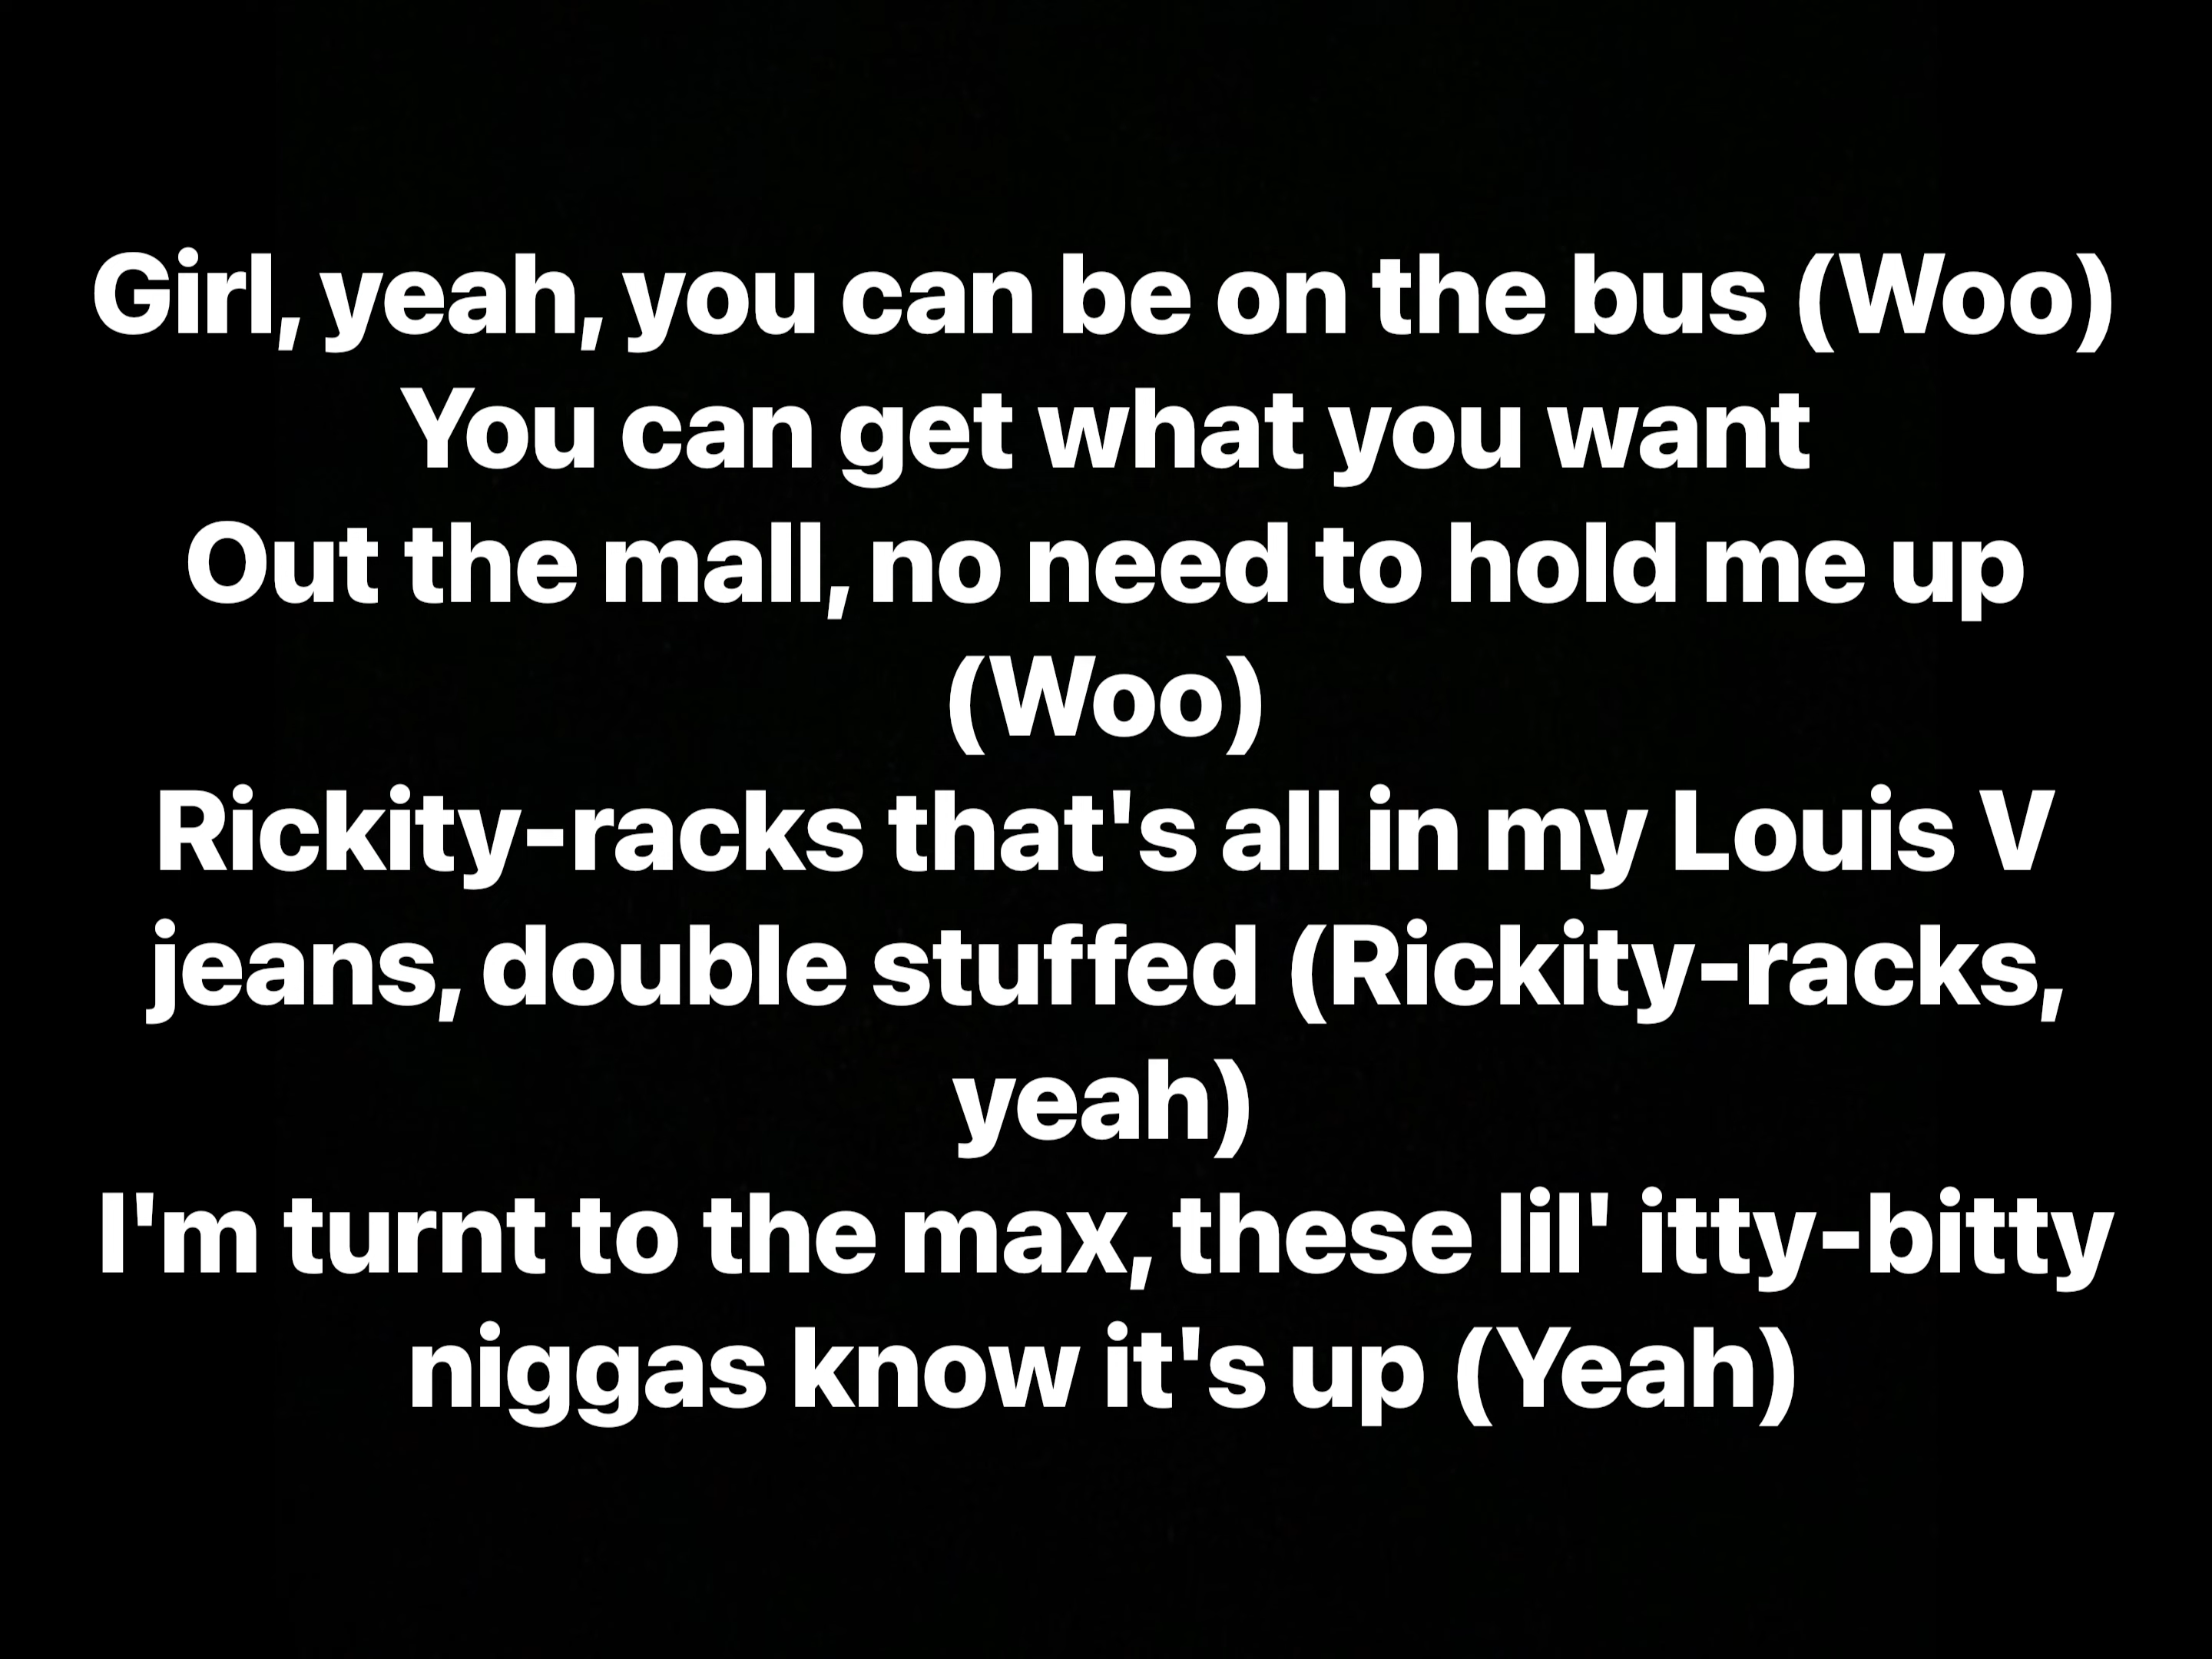 Girl, yeah, you can be on the bus (Woo)
You can get what you want
Out the mall, no need to hold me up
(Woo)
Rickity-racks that's all in my Louis V
jeans, double stuffed (Rickity-racks,
yeah)
I'm turnt to the max, these lil' itty-bitty
niggas know it's up (Yeah)